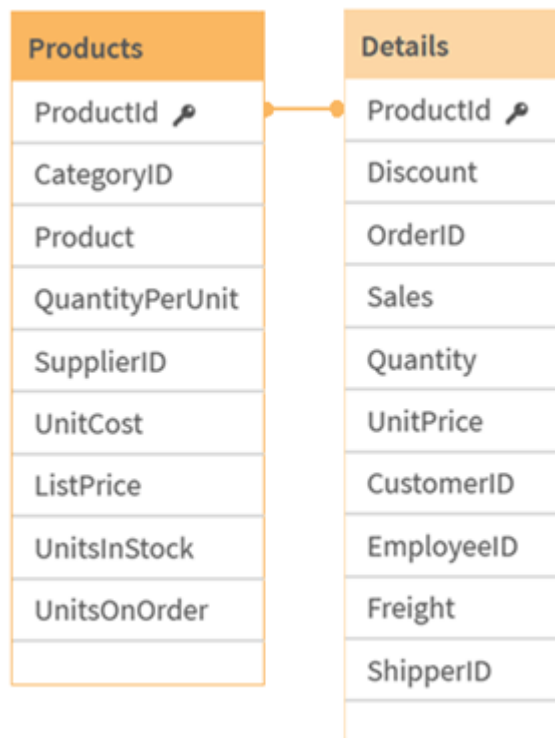 Products
ProductId
CategoryID
Product
QuantityPerUnit
SupplierID
UnitCost
ListPrice
UnitsInStock
UnitsOnOrder
Details
ProductId
Discount
OrderID
Sales
Quantity
UnitPrice
CustomerID
EmployeeID
Freight
ShipperID